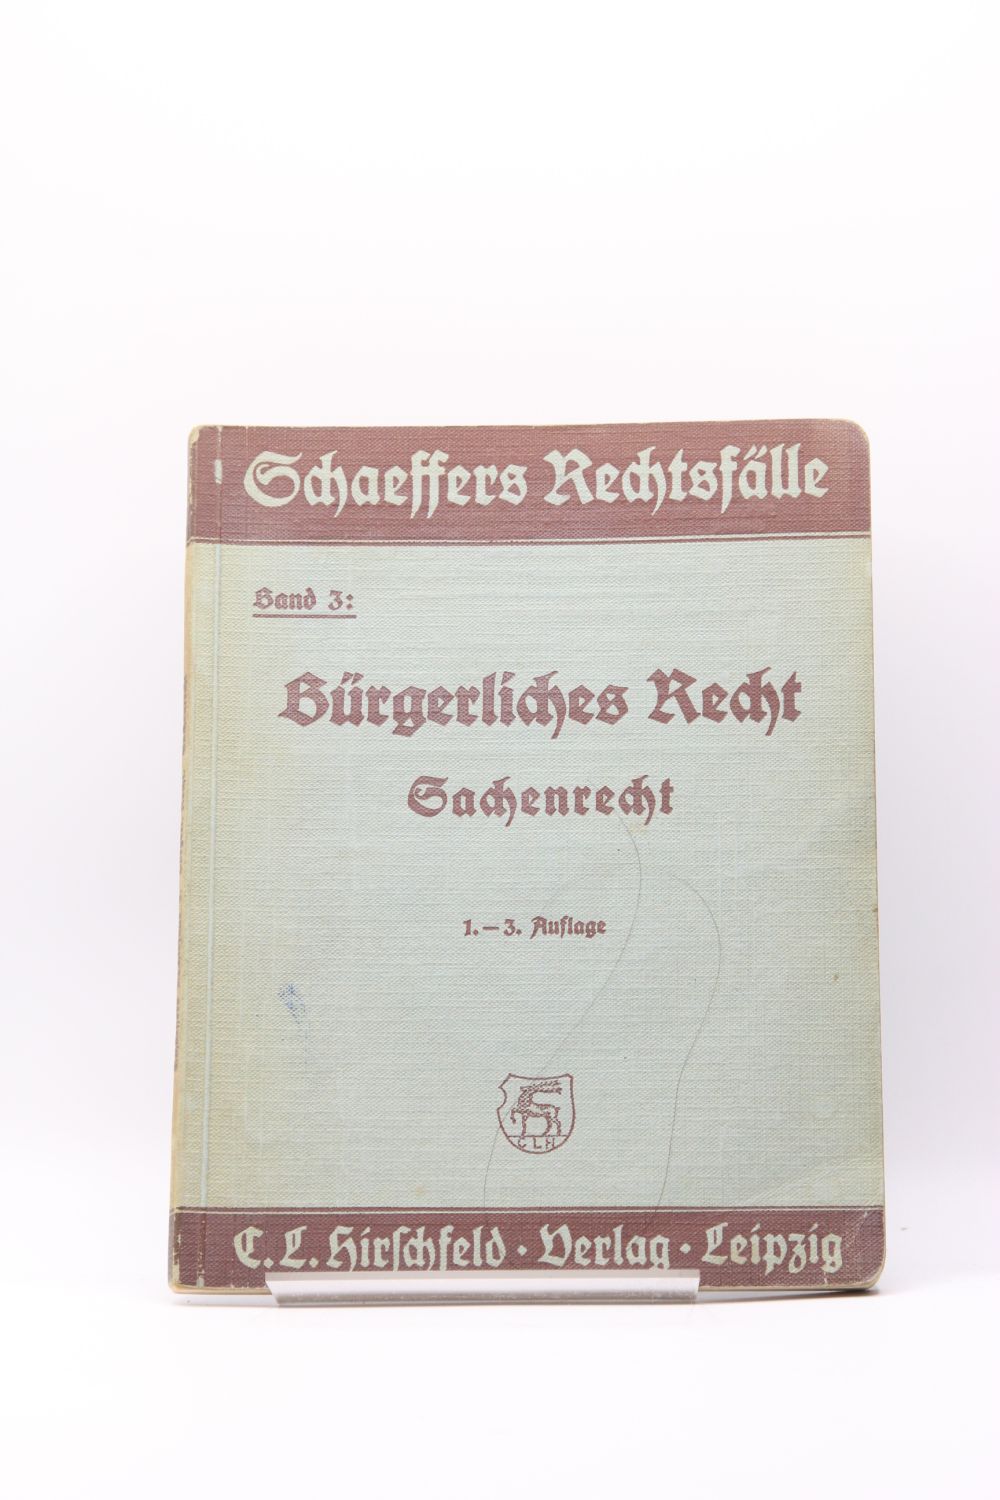 Schaeffers Rechtsfälle
Band 3:
Bürgerliches Recht
Sachenrecht
1.–3. Auflage
CLH
C.L. Hirschfeld · Verlag · Leipzig